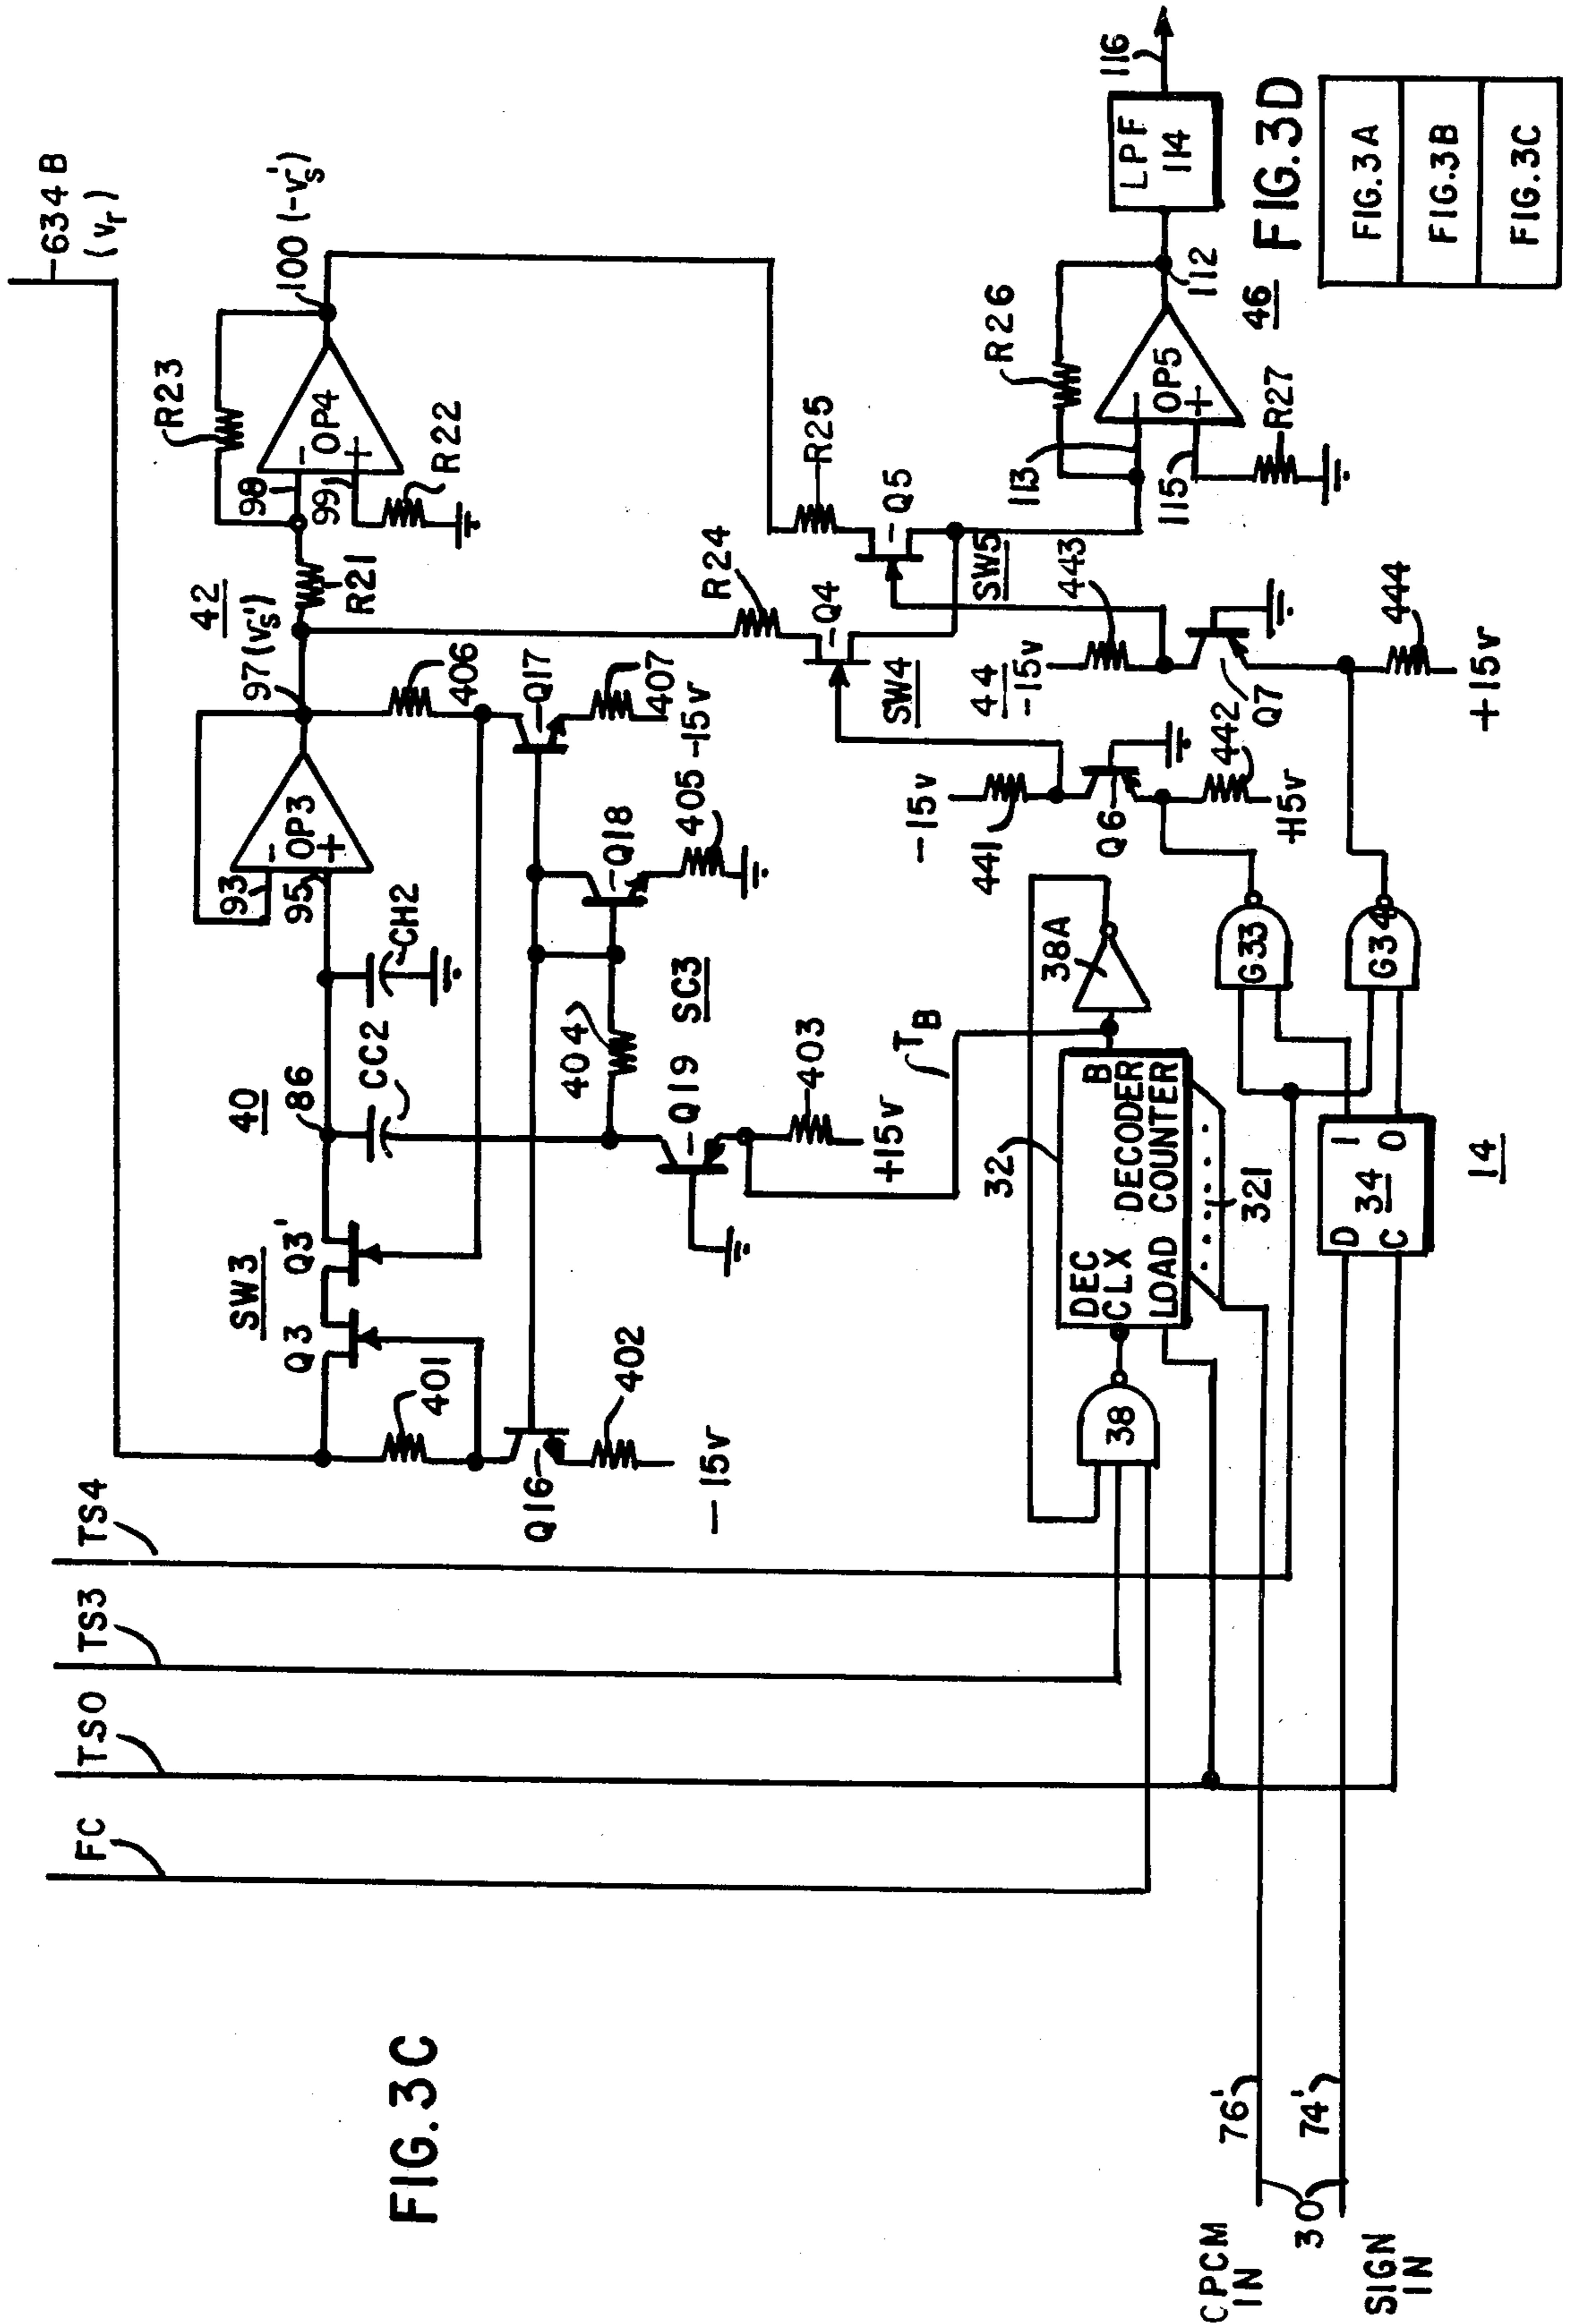 634B
(Vr)
TS4
TS3
TS0
FC
R23
100 (-Vs')
98
-
OP4
+
99
R22
42
97 (Vs')
R21
406
93
-
OP3
+
95
Q17
407
-15v
40
86
CC2
CH2
Q18
405
SC3
404
SW3
Q3
Q3'
Q19
403
+15v
401
402
Q16
-15v
TB
R24
R25
Q4
Q5
SW4
SW5
44
-15v
443
-15v
441
Q6
442
+15v
Q7
444
+15v
R26
113
-
OP5
+
115
R27
112
46
LPF
114
116
38A
32
B
DEC DECODER
CLX
LOAD COUNTER
321
38
G33
G34
D 1
34
C 0
14
76'
74'
30
CPCM
IN
SIGN
IN
FIG.3C
FIG.3D
FIG.3A
FIG.3B
FIG.3C